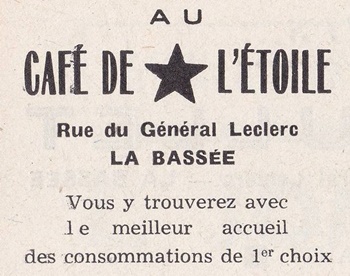 AU
CAFÉ DE ★ L'ÉTOILE
Rue du Général Leclerc
LA BASSÉE
Vous y trouverez avec
le meilleur accueil
des consommations de 1er choix